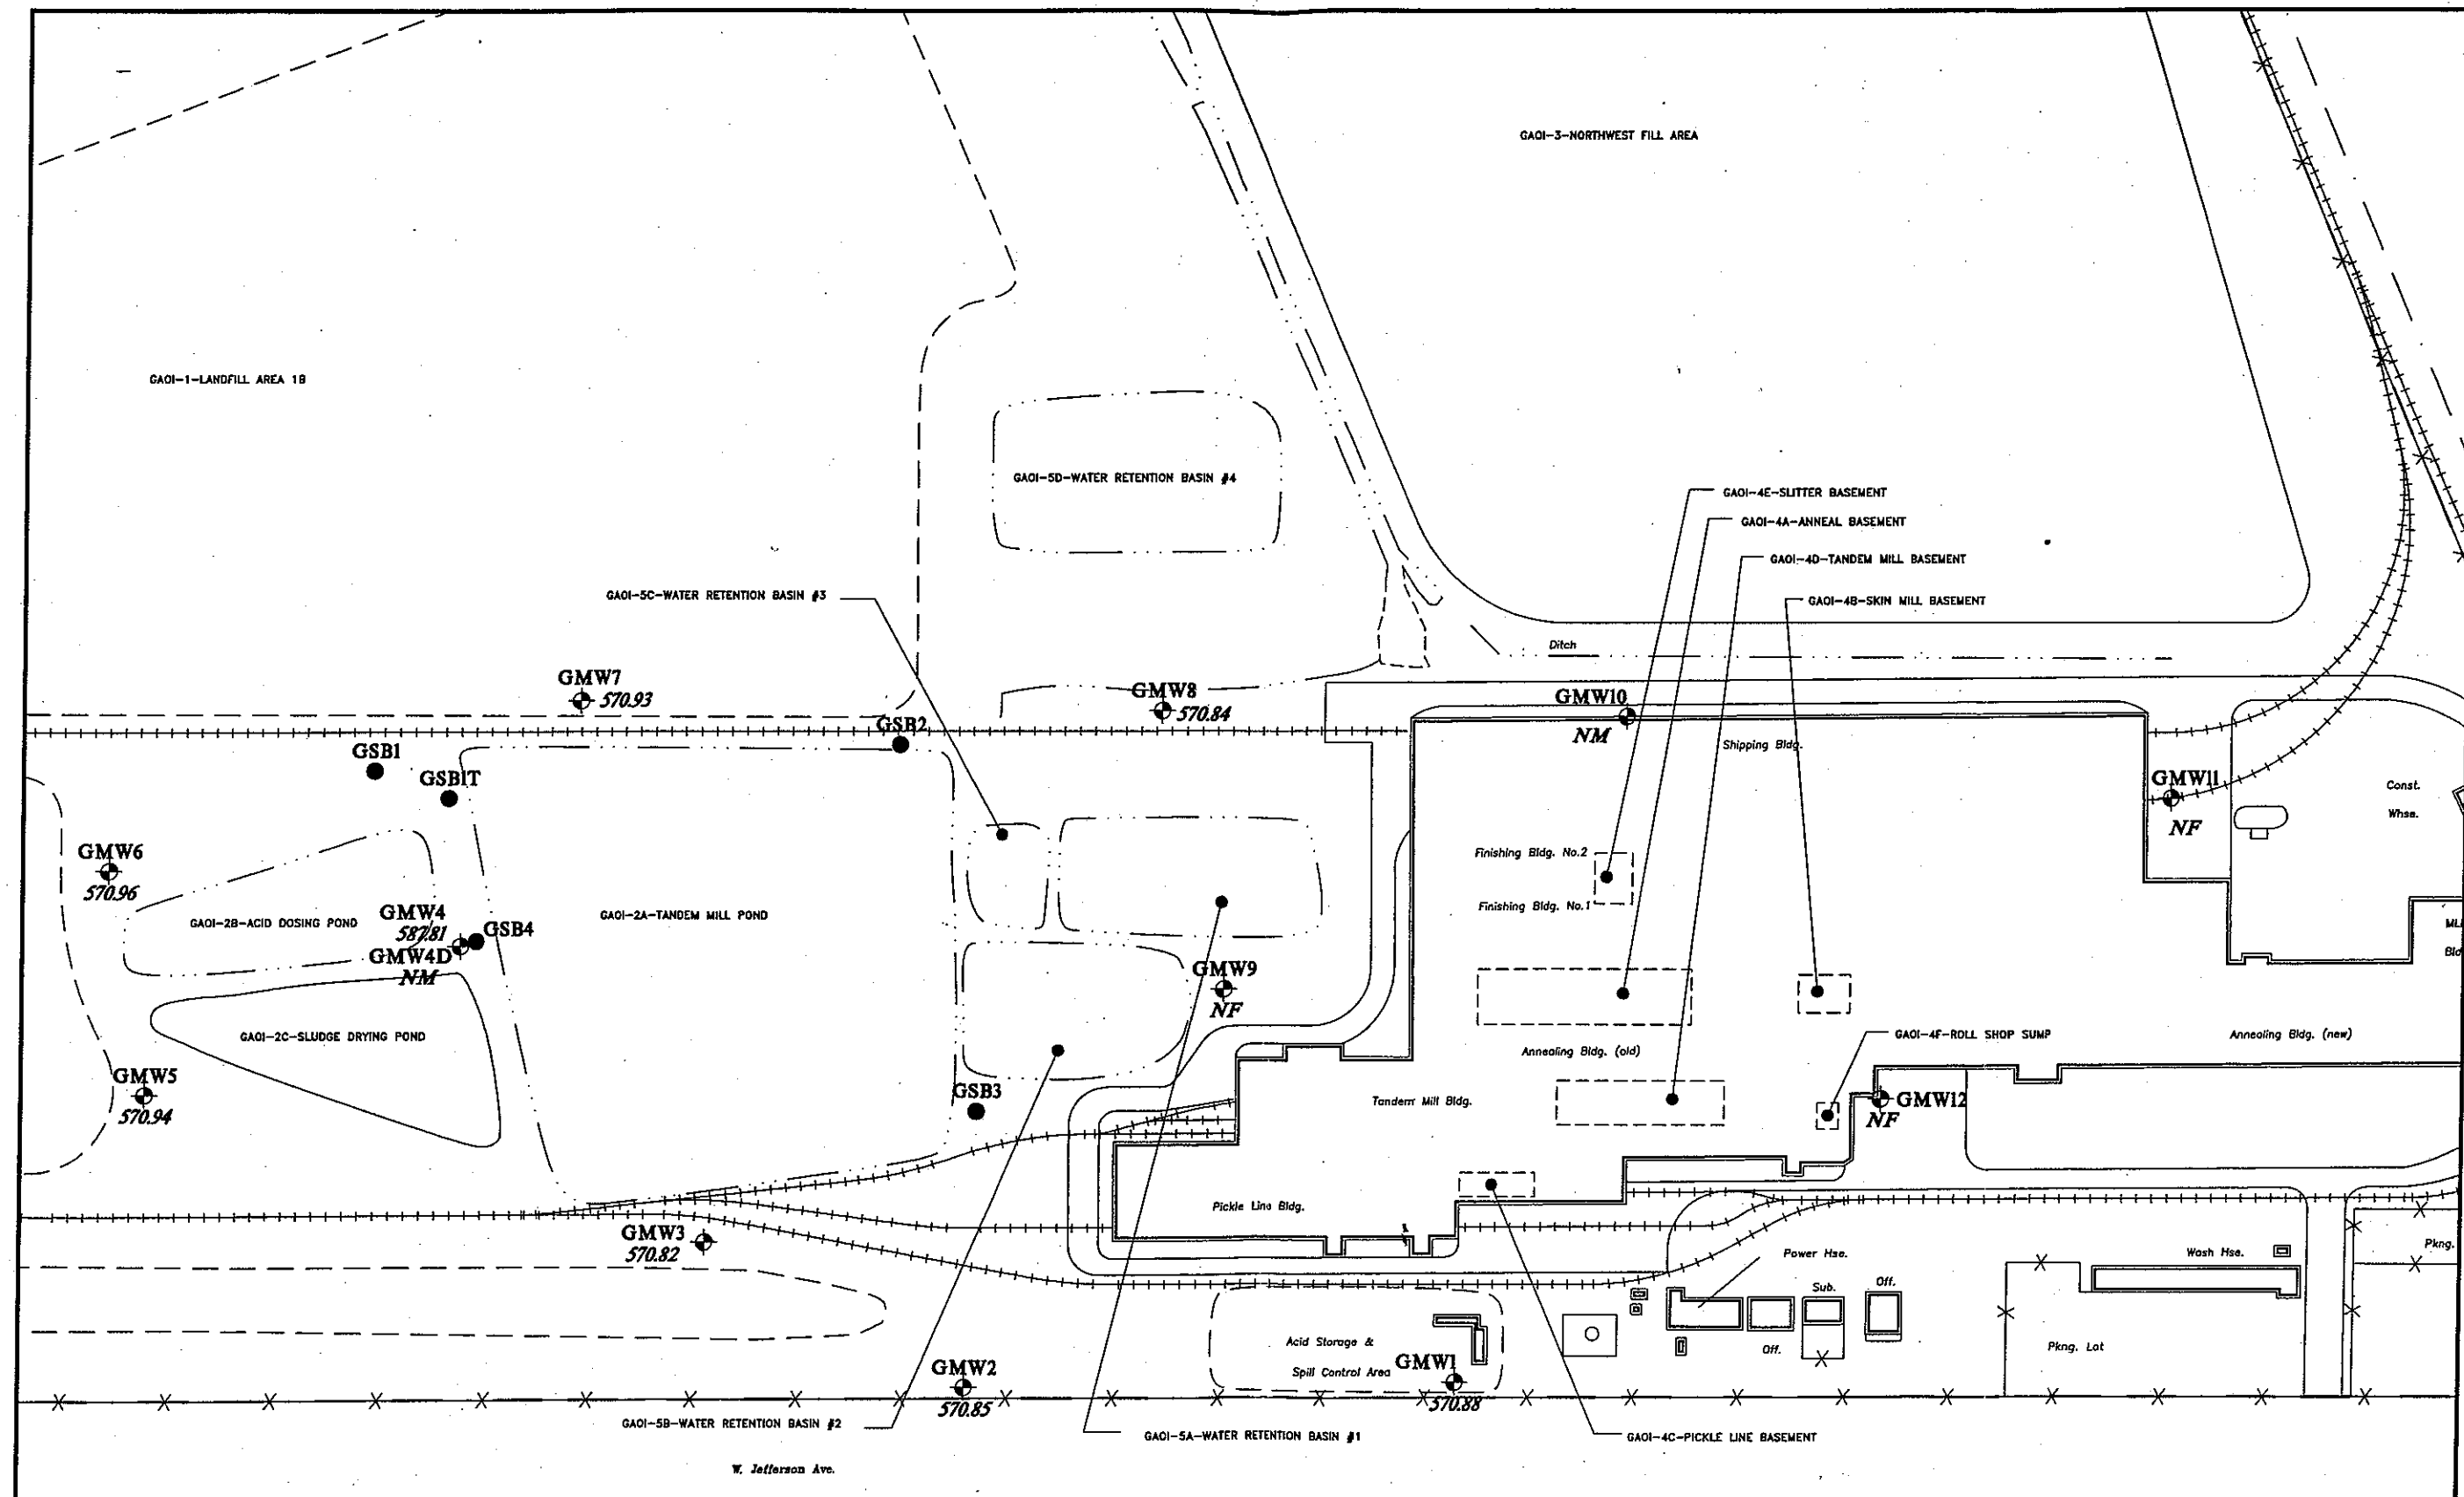 GAOI-3-NORTHWEST FILL AREA
GAOI-1-LANDFILL AREA 1B
GAOI-5D-WATER RETENTION BASIN #4
GAOI-4E-SLITTER BASEMENT
GAOI-4A-ANNEAL BASEMENT
GAOI-4D-TANDEM MILL BASEMENT
GAOI-5C-WATER RETENTION BASIN #3
GAOI-4B-SKIN MILL BASEMENT
Ditch
GMW7
570.93
GMW8
570.84
GMW10
NM
GSB2
Shipping Bldg.
GSB1
GSB1T
GMW11
NF
Const.
Whse.
GMW6
570.96
Finishing Bldg. No.2
Finishing Bldg. No.1
GAOI-2B-ACID DOSING POND
GMW4
587.81
GSB4
GMW4D
NM
GAOI-2A-TANDEM MILL POND
GMW9
NF
GAOI-2C-SLUDGE DRYING POND
GAOI-4F-ROLL SHOP SUMP
Annealing Bldg. (new)
Annealing Bldg. (old)
GMW5
570.94
GSB3
Tandem Mill Bldg.
GMW12
NF
Pickle Line Bldg.
GMW3
570.82
Power Hse.
Wash Hse.
Pkng.
Sub.
Off.
Acid Storage &
Spill Control Area
Off.
Pkng. Lot
GMW2
570.85
GMW1
570.88
GAOI-5B-WATER RETENTION BASIN #2
GAOI-5A-WATER RETENTION BASIN #1
GAOI-4C-PICKLE LINE BASEMENT
W. Jefferson Ave.